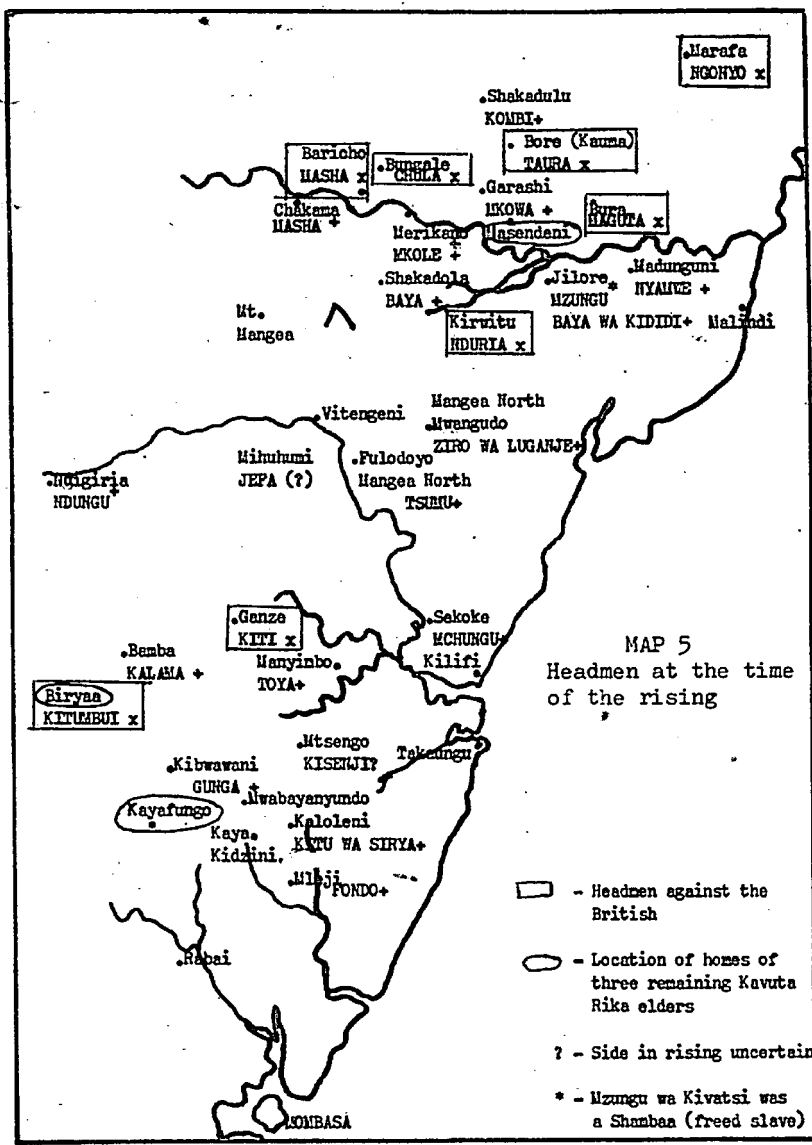 Marafa
NGONYO x
Shakadulu
KOMBI+
Bore (Kauma)
TAURA x
Baricho
MASHA x
Bungale
CHULA x
Garashi
MKOWA +
Bura
MAGUTA x
Chakama
MASHA +
Merikano
MKOLE +
Jasendeni
Shakadola
BAYA +
Jilore
MZUNGU *
BAYA WA KIDIDI+
Madunguni
NYAMWE +
Malindi
Mt.
Mangea
Kirwitu
NDURIA x
Vitengeni
Mangea North
Mwangudo
ZIRO WA LUGANJE+
Ndigiria
NDUNGU +
Mihuhumi
JEFA (?)
Fulodoyo
Mangea North
TSUMU+
Ganze
KITI x
Sekoke
MCHUNGU+
Kilifi
MAP 5
Headmen at the time
of the rising
Bamba
KALAMA +
Manyimbo
TOYA+
Biryaa
KITUMBUI x
Mtsengo
KISENJI?
Takaungu
Kibwawani
GUNGA +
Mwabayanyundo
Kayafungo
Kaloleni
KITU WA SIRYA+
Kaya
Kidzini
Mleji
FONDO+
Rabai
MOMBASA
- Headmen against the
British
- Location of homes of
three remaining Kavuta
Rika elders
? - Side in rising uncertain
* - Mzungu wa Kivatsi was
a Shambaa (freed slave)